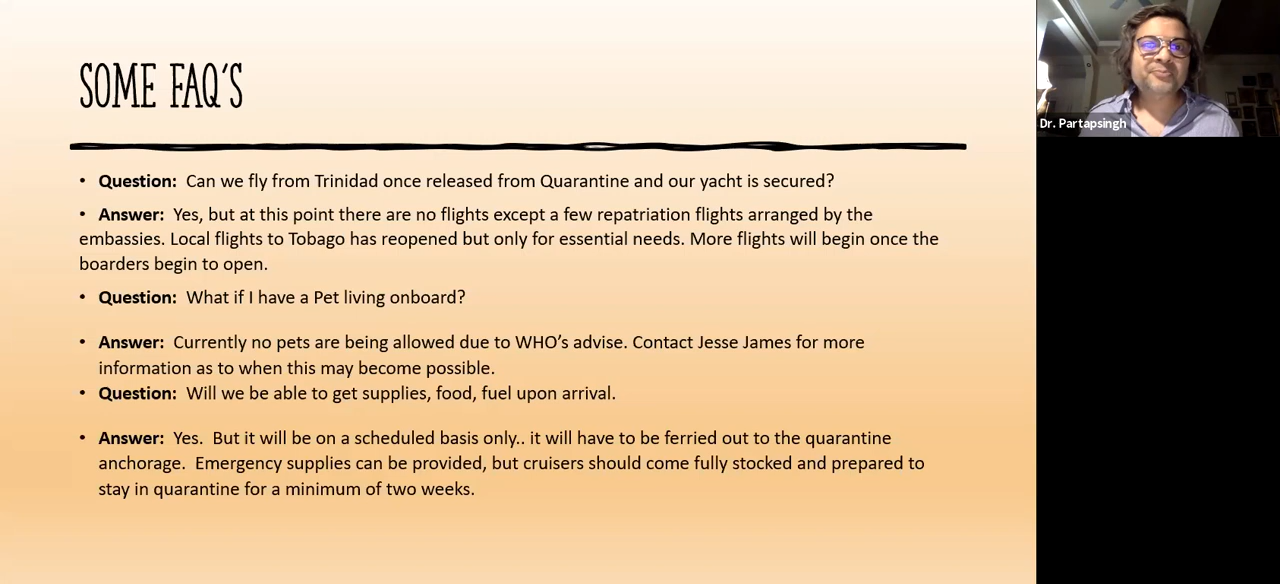 SOME FAQ'S
• Question: Can we fly from Trinidad once released from Quarantine and our yacht is secured?
• Answer: Yes, but at this point there are no flights except a few repatriation flights arranged by the
embassies. Local flights to Tobago has reopened but only for essential needs. More flights will begin once the
boarders begin to open.
• Question: What if I have a Pet living onboard?
• Answer: Currently no pets are being allowed due to WHO's advise. Contact Jesse James for more
information as to when this may become possible.
• Question: Will we be able to get supplies, food, fuel upon arrival.
• Answer: Yes. But it will be on a scheduled basis only.. it will have to be ferried out to the quarantine
anchorage. Emergency supplies can be provided, but cruisers should come fully stocked and prepared to
stay in quarantine for a minimum of two weeks.
Dr. Partapsingh